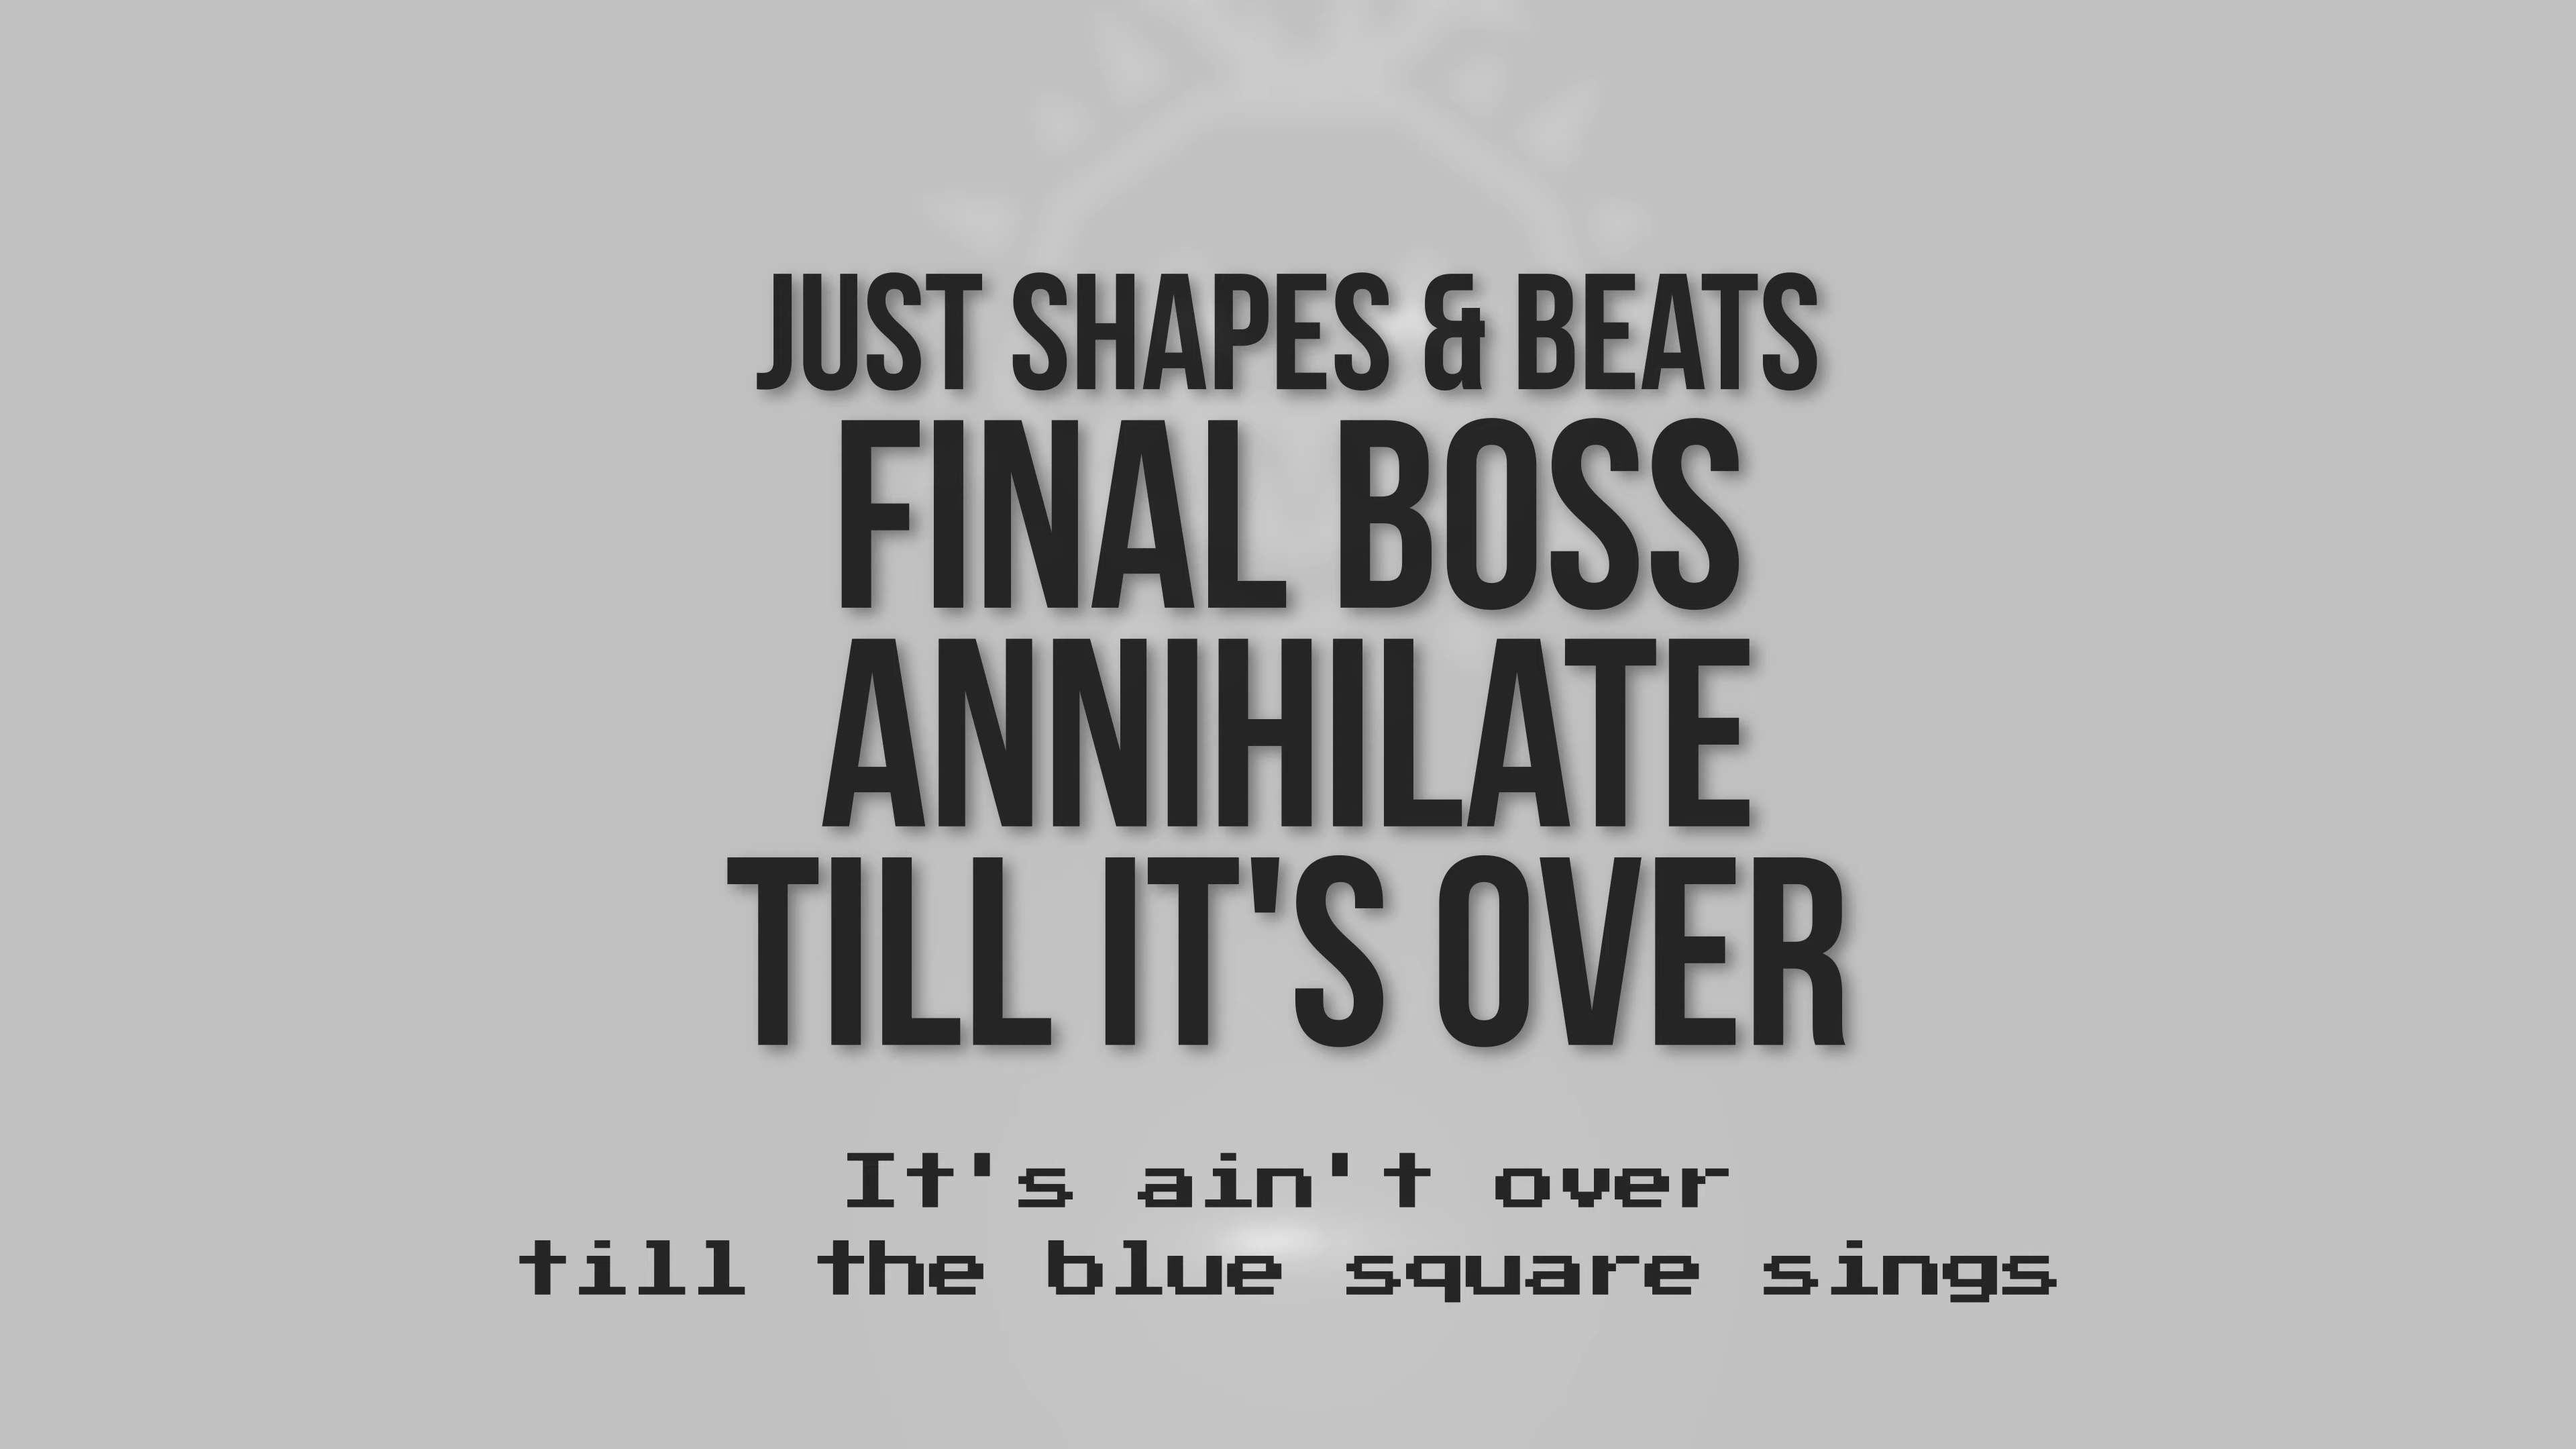 JUST SHAPES & BEATS
FINAL BOSS
ANNIHILATE
TILL IT'S OVER
It's ain't over
till the blue square sings